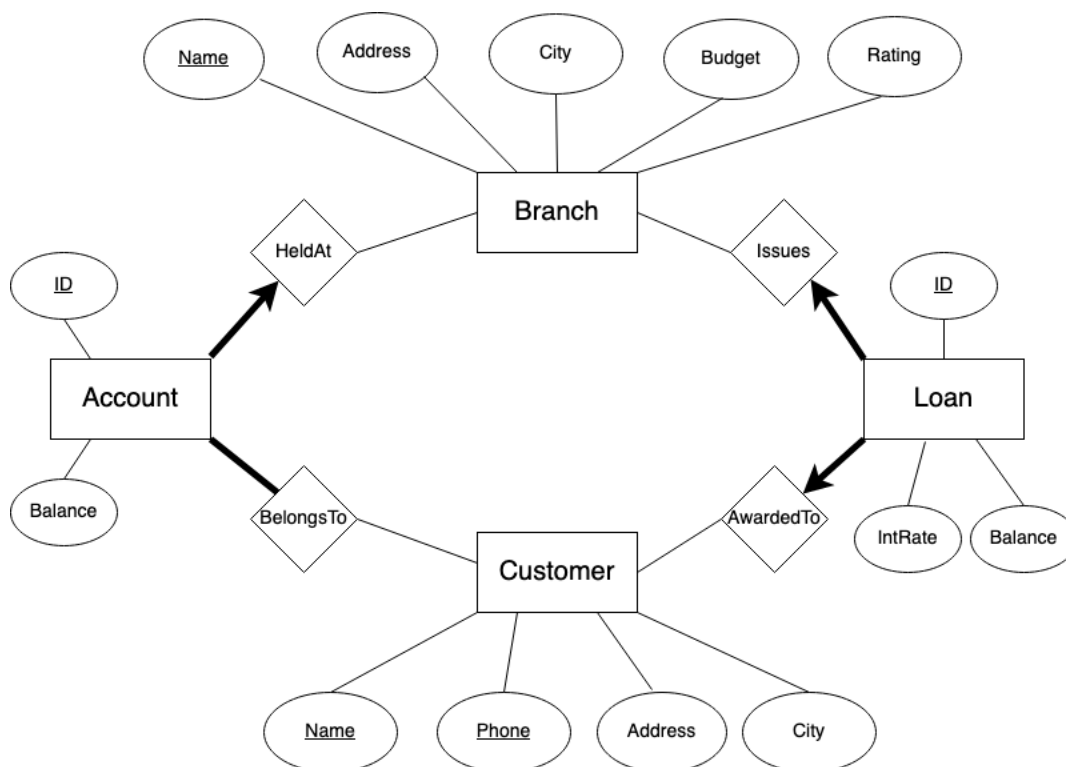 Name
Address
City
Budget
Rating
Branch
HeldAt
Issues
ID
ID
Account
Loan
Balance
BelongsTo
AwardedTo
IntRate
Balance
Customer
Name
Phone
Address
City